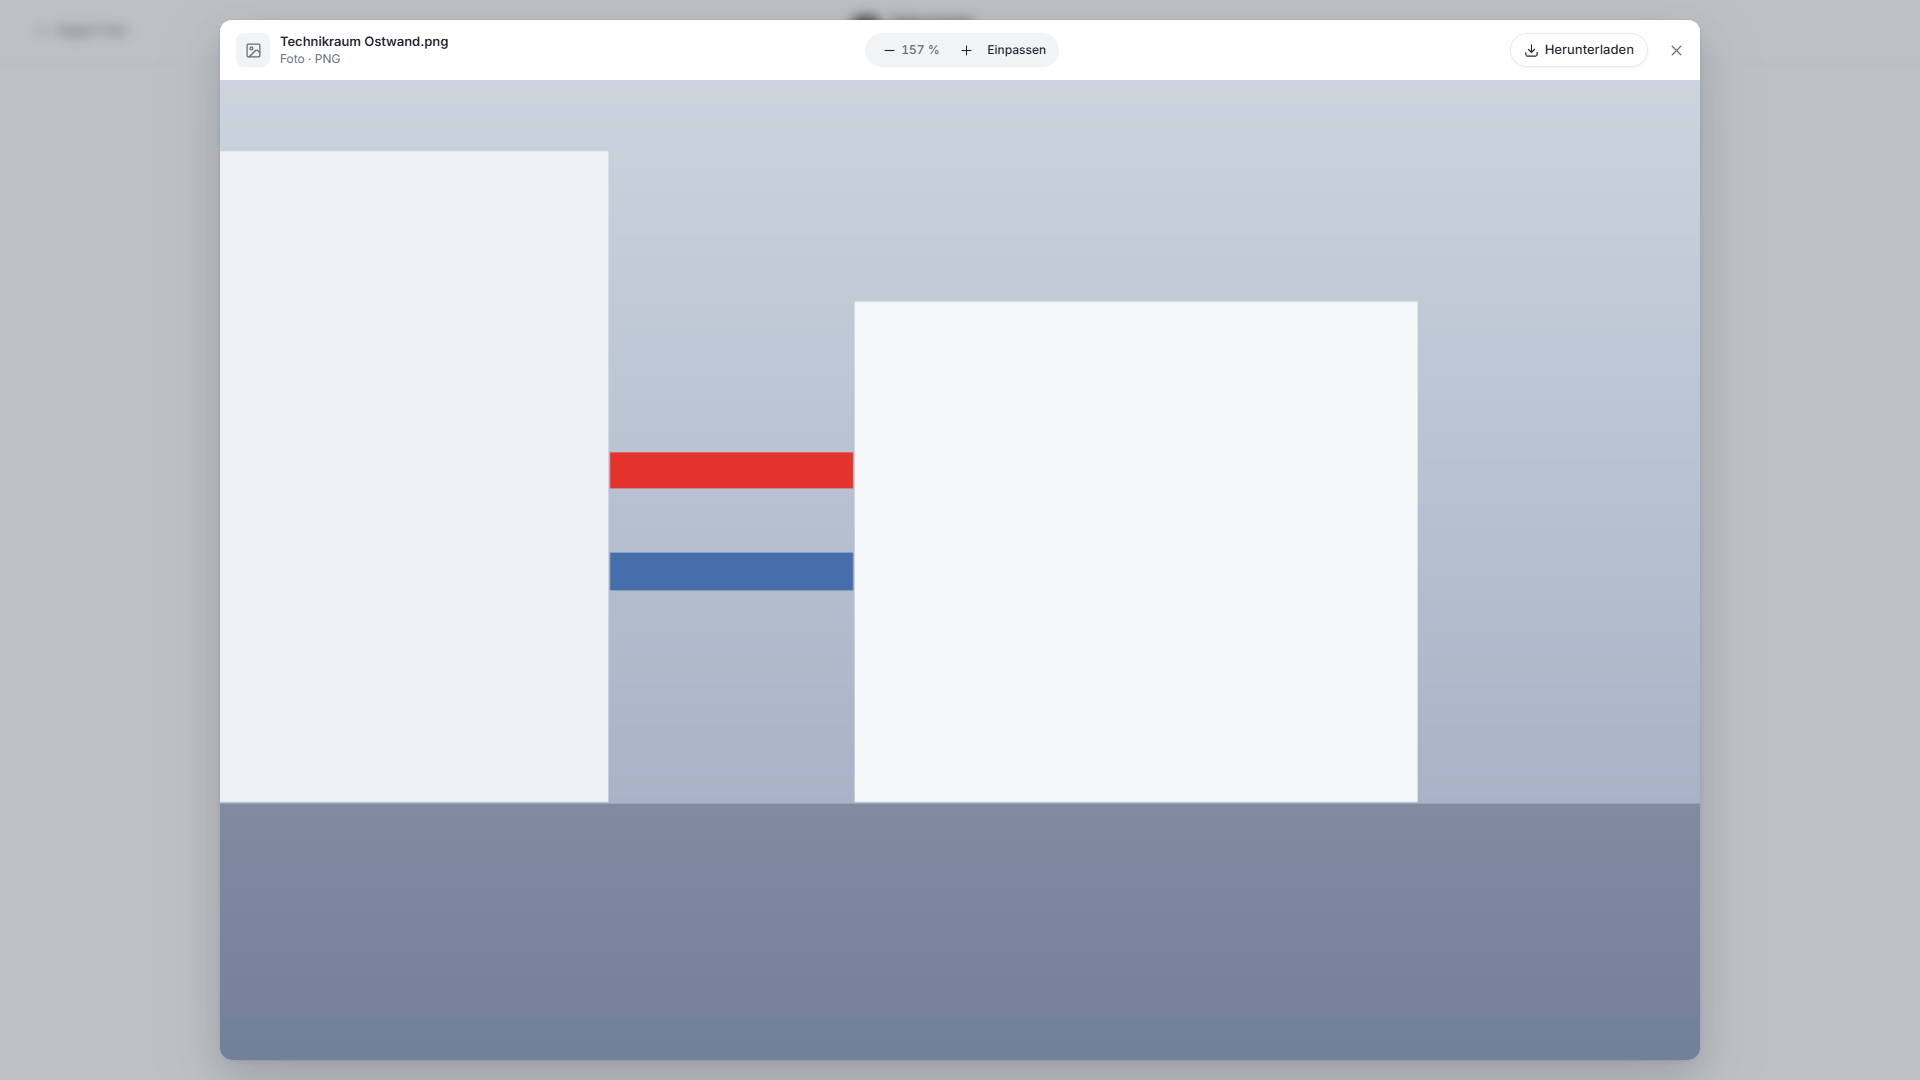 Technikraum Ostwand.png
Foto · PNG
157 %
Einpassen
Herunterladen